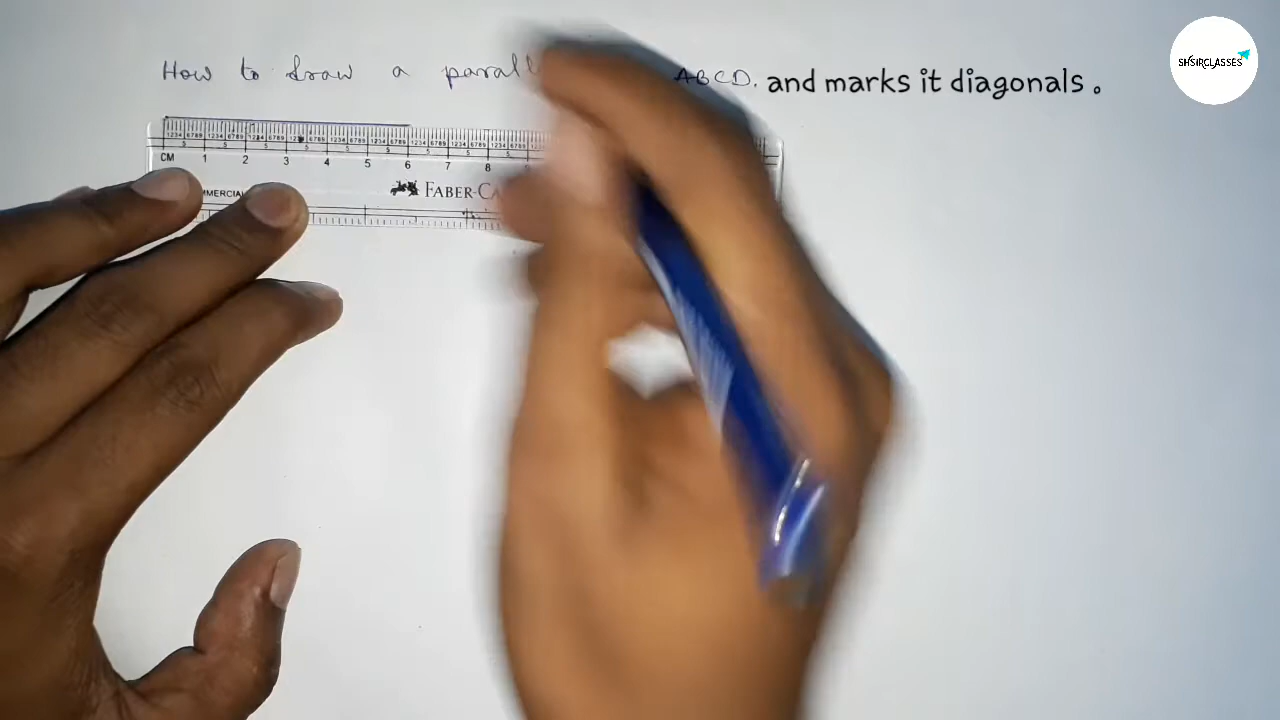 How to draw a parall ABCD. and marks it diagonals.
SHSIRCLASSES
CM 1 2 3 4 5 6 7 8
MMERCIAL FABER-CA